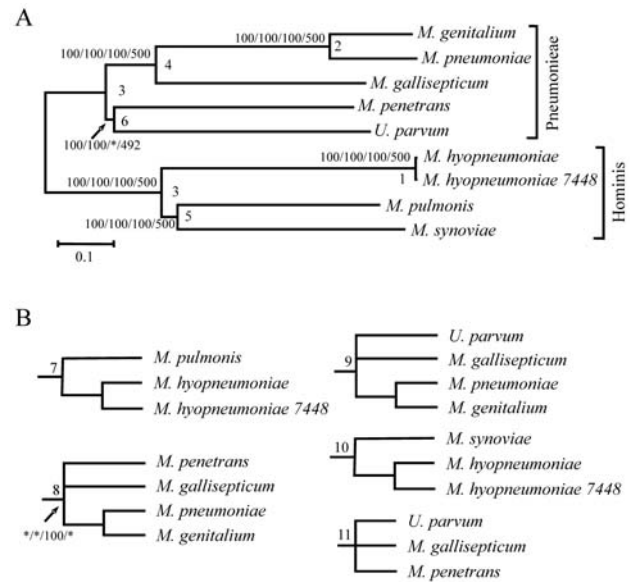 A
100/100/100/500
2
M. genitalium
M. pneumoniae
100/100/100/500
4
M. gallisepticum
3
M. penetrans
6
U. parvum
100/100/*/492
Pneumonieae
100/100/100/500
1
M. hyopneumoniae
M. hyopneumoniae 7448
100/100/100/500
3
M. pulmonis
100/100/100/500
5
M. synoviae
Hominis
0.1
B
7
M. pulmonis
M. hyopneumoniae
M. hyopneumoniae 7448
8
*/*/100/*
M. penetrans
M. gallisepticum
M. pneumoniae
M. genitalium
9
U. parvum
M. gallisepticum
M. pneumoniae
M. genitalium
10
M. synoviae
M. hyopneumoniae
M. hyopneumoniae 7448
11
U. parvum
M. gallisepticum
M. penetrans